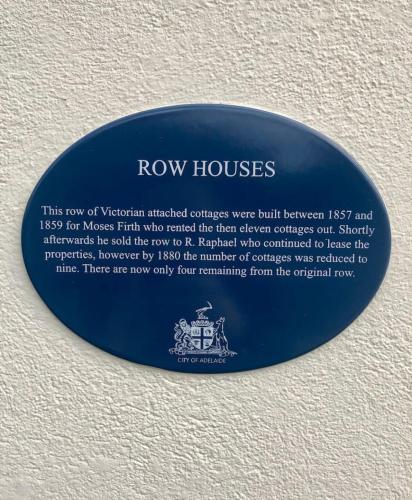 ROW HOUSES
This row of Victorian attached cottages were built between 1857 and
1859 for Moses Firth who rented the then eleven cottages out. Shortly
afterwards he sold the row to R. Raphael who continued to lease the
properties, however by 1880 the number of cottages was reduced to
nine. There are now only four remaining from the original row.
CITY OF ADELAIDE